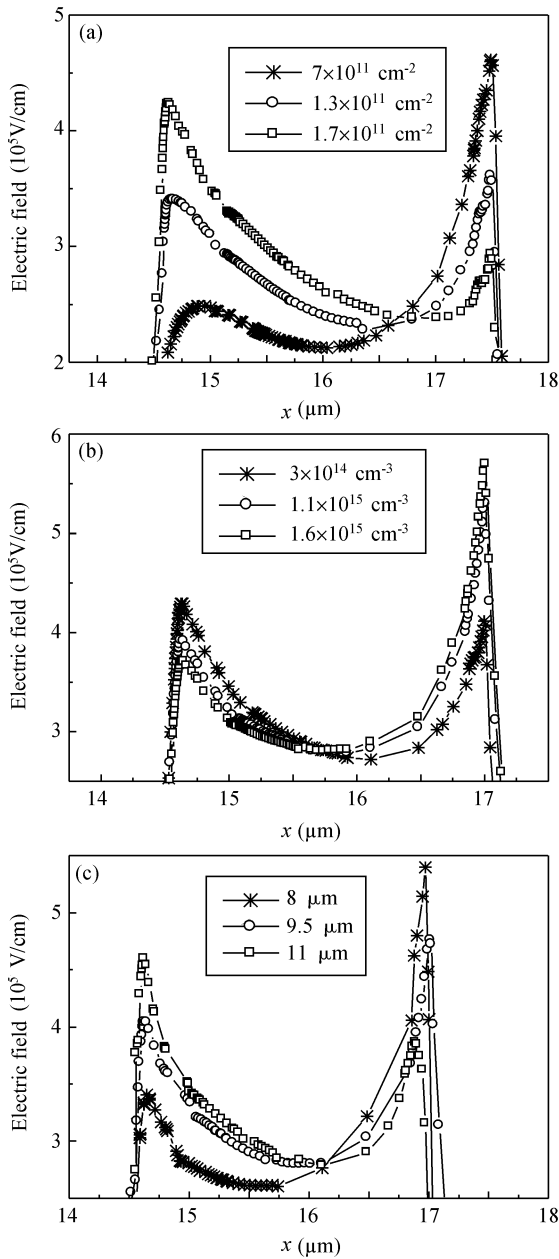 (a)
5
4
3
2
Electric field (10⁵V/cm)
7×10¹¹ cm⁻²
1.3×10¹¹ cm⁻²
1.7×10¹¹ cm⁻²
14 15 16 17 18
x (μm)
(b)
6
5
4
3
Electric field (10⁵V/cm)
3×10¹⁴ cm⁻³
1.1×10¹⁵ cm⁻³
1.6×10¹⁵ cm⁻³
14 15 16 17
x (μm)
(c)
5
4
3
Electric field (10⁵ V/cm)
8 μm
9.5 μm
11 μm
14 15 16 17 18
x (μm)